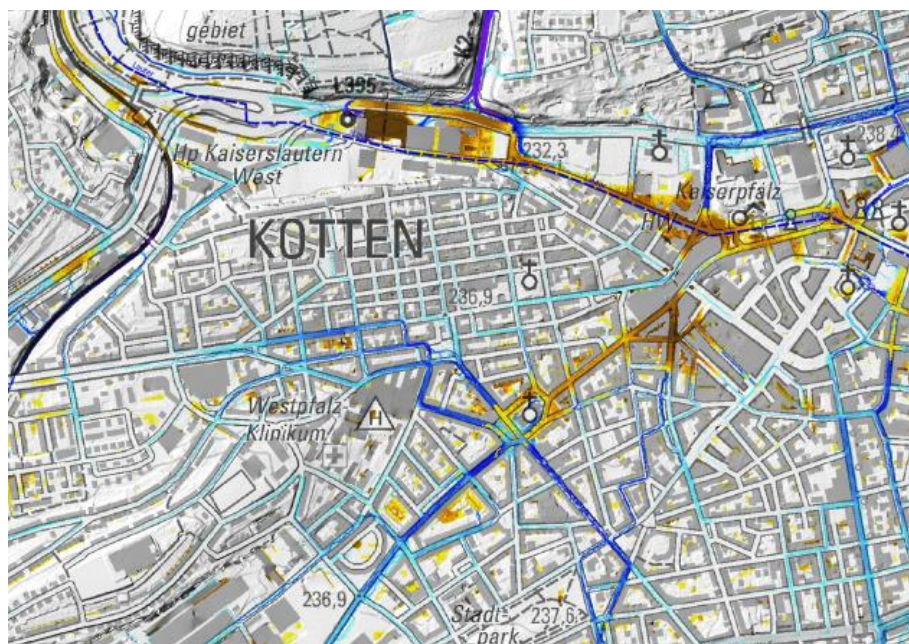 gebiet
K2
Lauter
L395
Hp Kaiserslautern
West
232,3
238,4
Kaiserpfalz
HW
KOTTEN
236,9
Westpfalz-
Klinikum
H
236,9
Stadt-
park
237,6